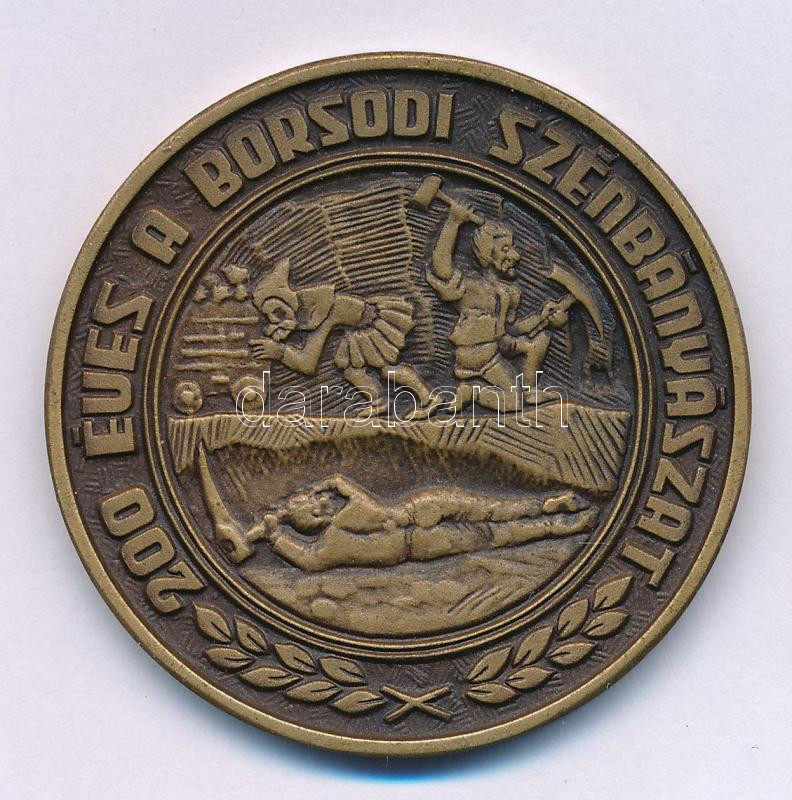 200 ÉVES A BORSODI SZÉNBÁNYÁSZAT
darabanth